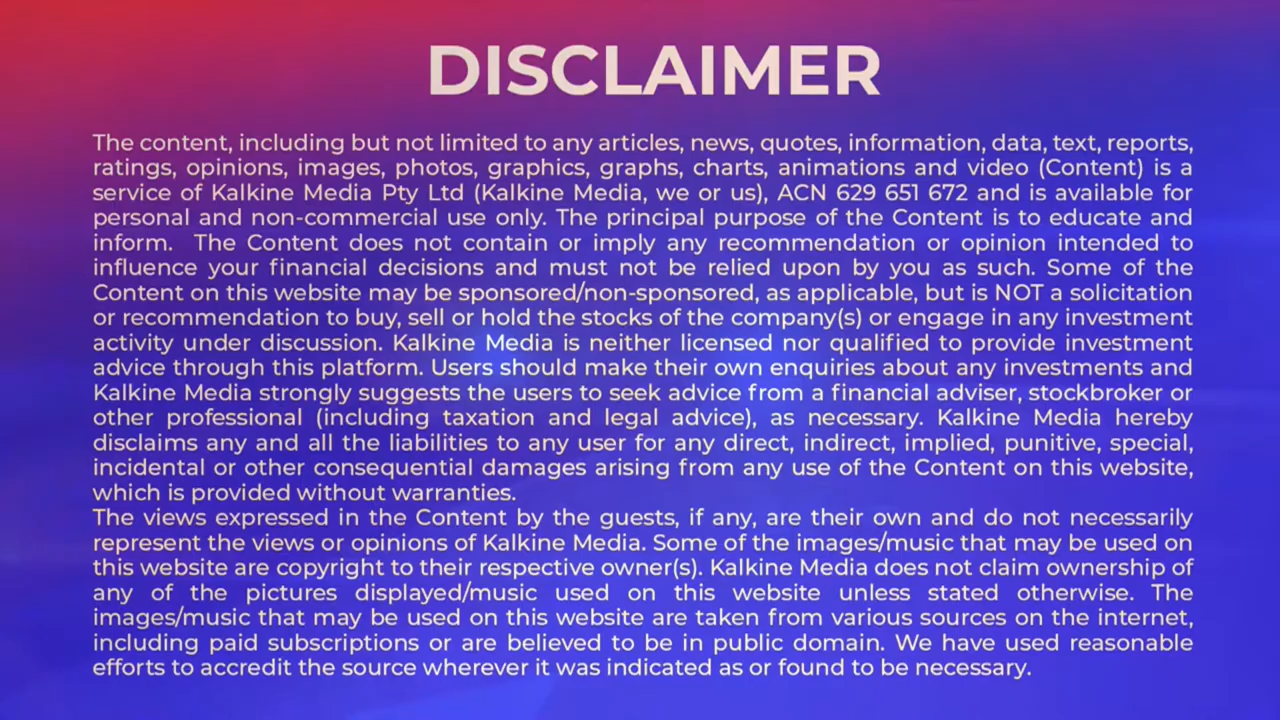 DISCLAIMER
The content, including but not limited to any articles, news, quotes, information, data, text, reports,
ratings, opinions, images, photos, graphics, graphs, charts, animations and video (Content) is a
service of Kalkine Media Pty Ltd (Kalkine Media, we or us), ACN 629 651 672 and is available for
personal and non-commercial use only. The principal purpose of the Content is to educate and
inform. The Content does not contain or imply any recommendation or opinion intended to
influence your financial decisions and must not be relied upon by you as such. Some of the
Content on this website may be sponsored/non-sponsored, as applicable, but is NOT a solicitation
or recommendation to buy, sell or hold the stocks of the company(s) or engage in any investment
activity under discussion. Kalkine Media is neither licensed nor qualified to provide investment
advice through this platform. Users should make their own enquiries about any investments and
Kalkine Media strongly suggests the users to seek advice from a financial adviser, stockbroker or
other professional (including taxation and legal advice), as necessary. Kalkine Media hereby
disclaims any and all the liabilities to any user for any direct, indirect, implied, punitive, special,
incidental or other consequential damages arising from any use of the Content on this website,
which is provided without warranties.
The views expressed in the Content by the guests, if any, are their own and do not necessarily
represent the views or opinions of Kalkine Media. Some of the images/music that may be used on
this website are copyright to their respective owner(s). Kalkine Media does not claim ownership of
any of the pictures displayed/music used on this website unless stated otherwise. The
images/music that may be used on this website are taken from various sources on the internet,
including paid subscriptions or are believed to be in public domain. We have used reasonable
efforts to accredit the source wherever it was indicated as or found to be necessary.